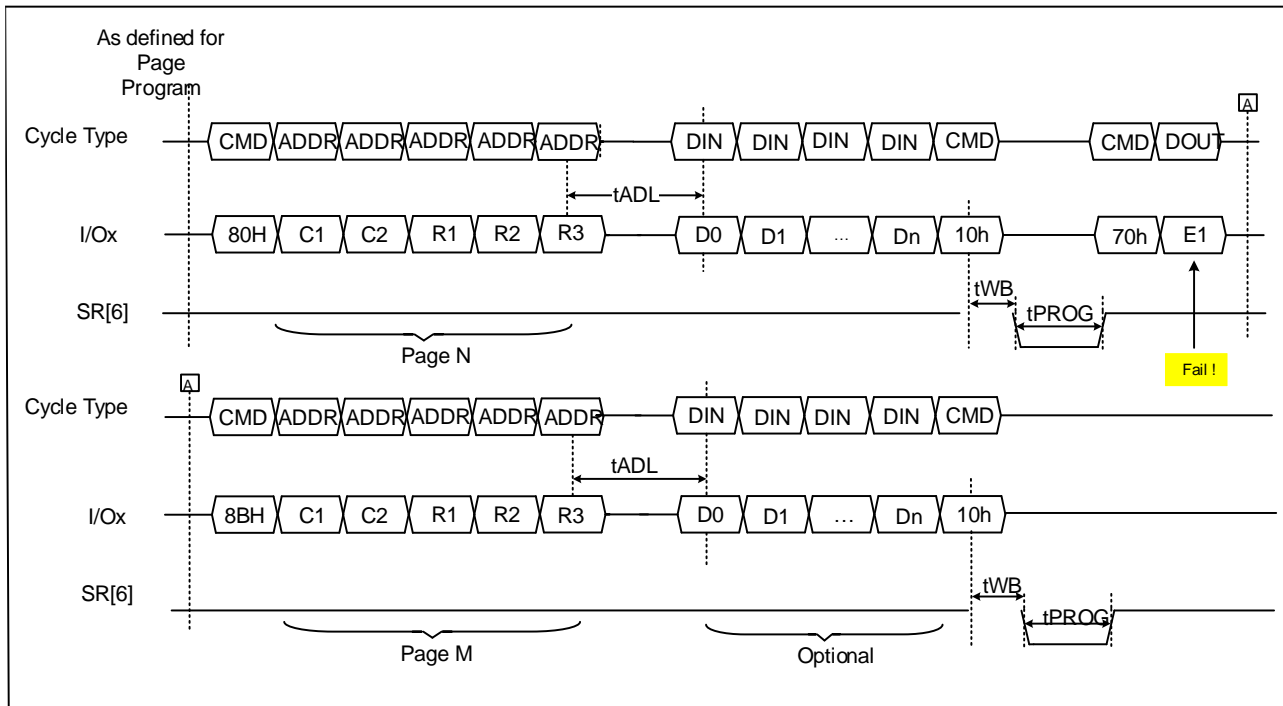 As defined for
Page
Program
A
Cycle Type
CMD ADDR ADDR ADDR ADDR ADDR DIN DIN DIN DIN CMD CMD DOUT
tADL
I/Ox
80H C1 C2 R1 R2 R3 D0 D1 ... Dn 10h 70h E1
tWB
SR[6]
tPROG
Page N
Fail !
A
Cycle Type
CMD ADDR ADDR ADDR ADDR ADDR DIN DIN DIN DIN CMD
tADL
I/Ox
8BH C1 C2 R1 R2 R3 D0 D1 ... Dn 10h
SR[6]
tWB
tPROG
Page M
Optional